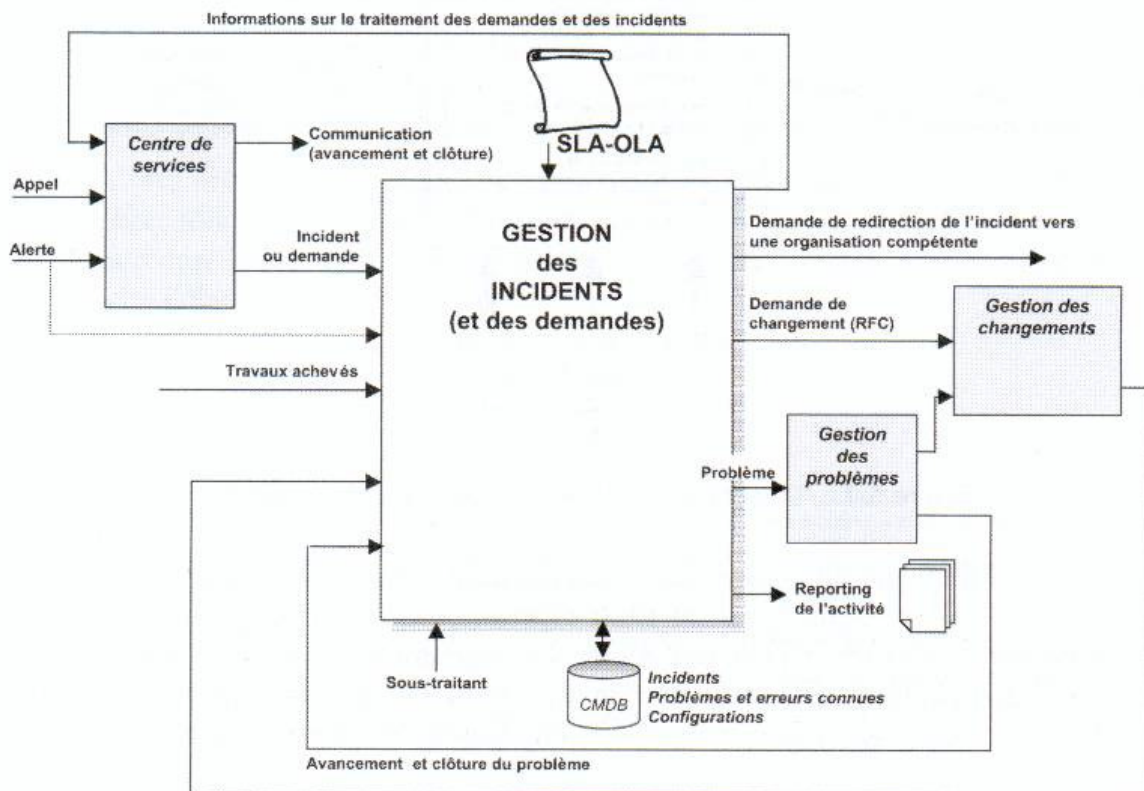 Informations sur le traitement des demandes et des incidents
SLA-OLA
Centre de
services
Communication
(avancement et clôture)
Appel
Alerte
Incident
ou demande
GESTION
des
INCIDENTS
(et des demandes)
Demande de redirection de l'incident vers
une organisation compétente
Demande de
changement (RFC)
Gestion des
changements
Travaux achevés
Gestion
des
problèmes
Problème
Reporting
de l'activité
Sous-traitant
CMDB
Incidents
Problèmes et erreurs connues
Configurations
Avancement et clôture du problème